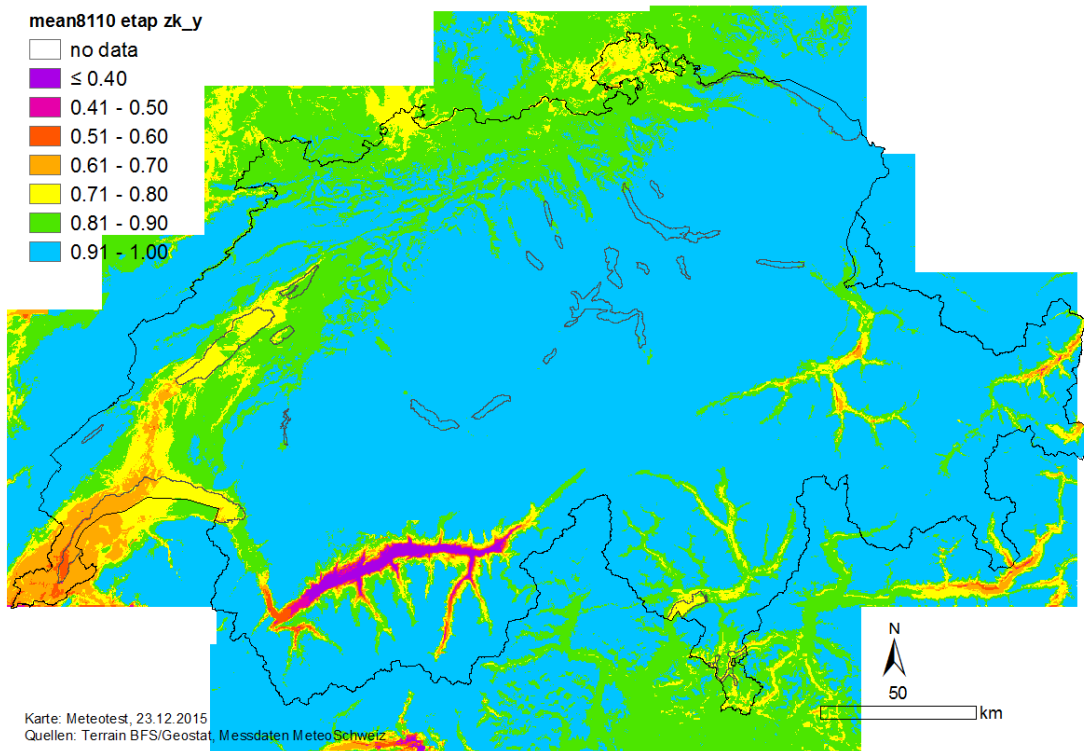 mean8110 etap zk_y
no data
≤ 0.40
0.41 - 0.50
0.51 - 0.60
0.61 - 0.70
0.71 - 0.80
0.81 - 0.90
0.91 - 1.00
N
50
km
Karte: Meteotest, 23.12.2015
Quellen: Terrain BFS/Geostat, Messdaten MeteoSchweiz